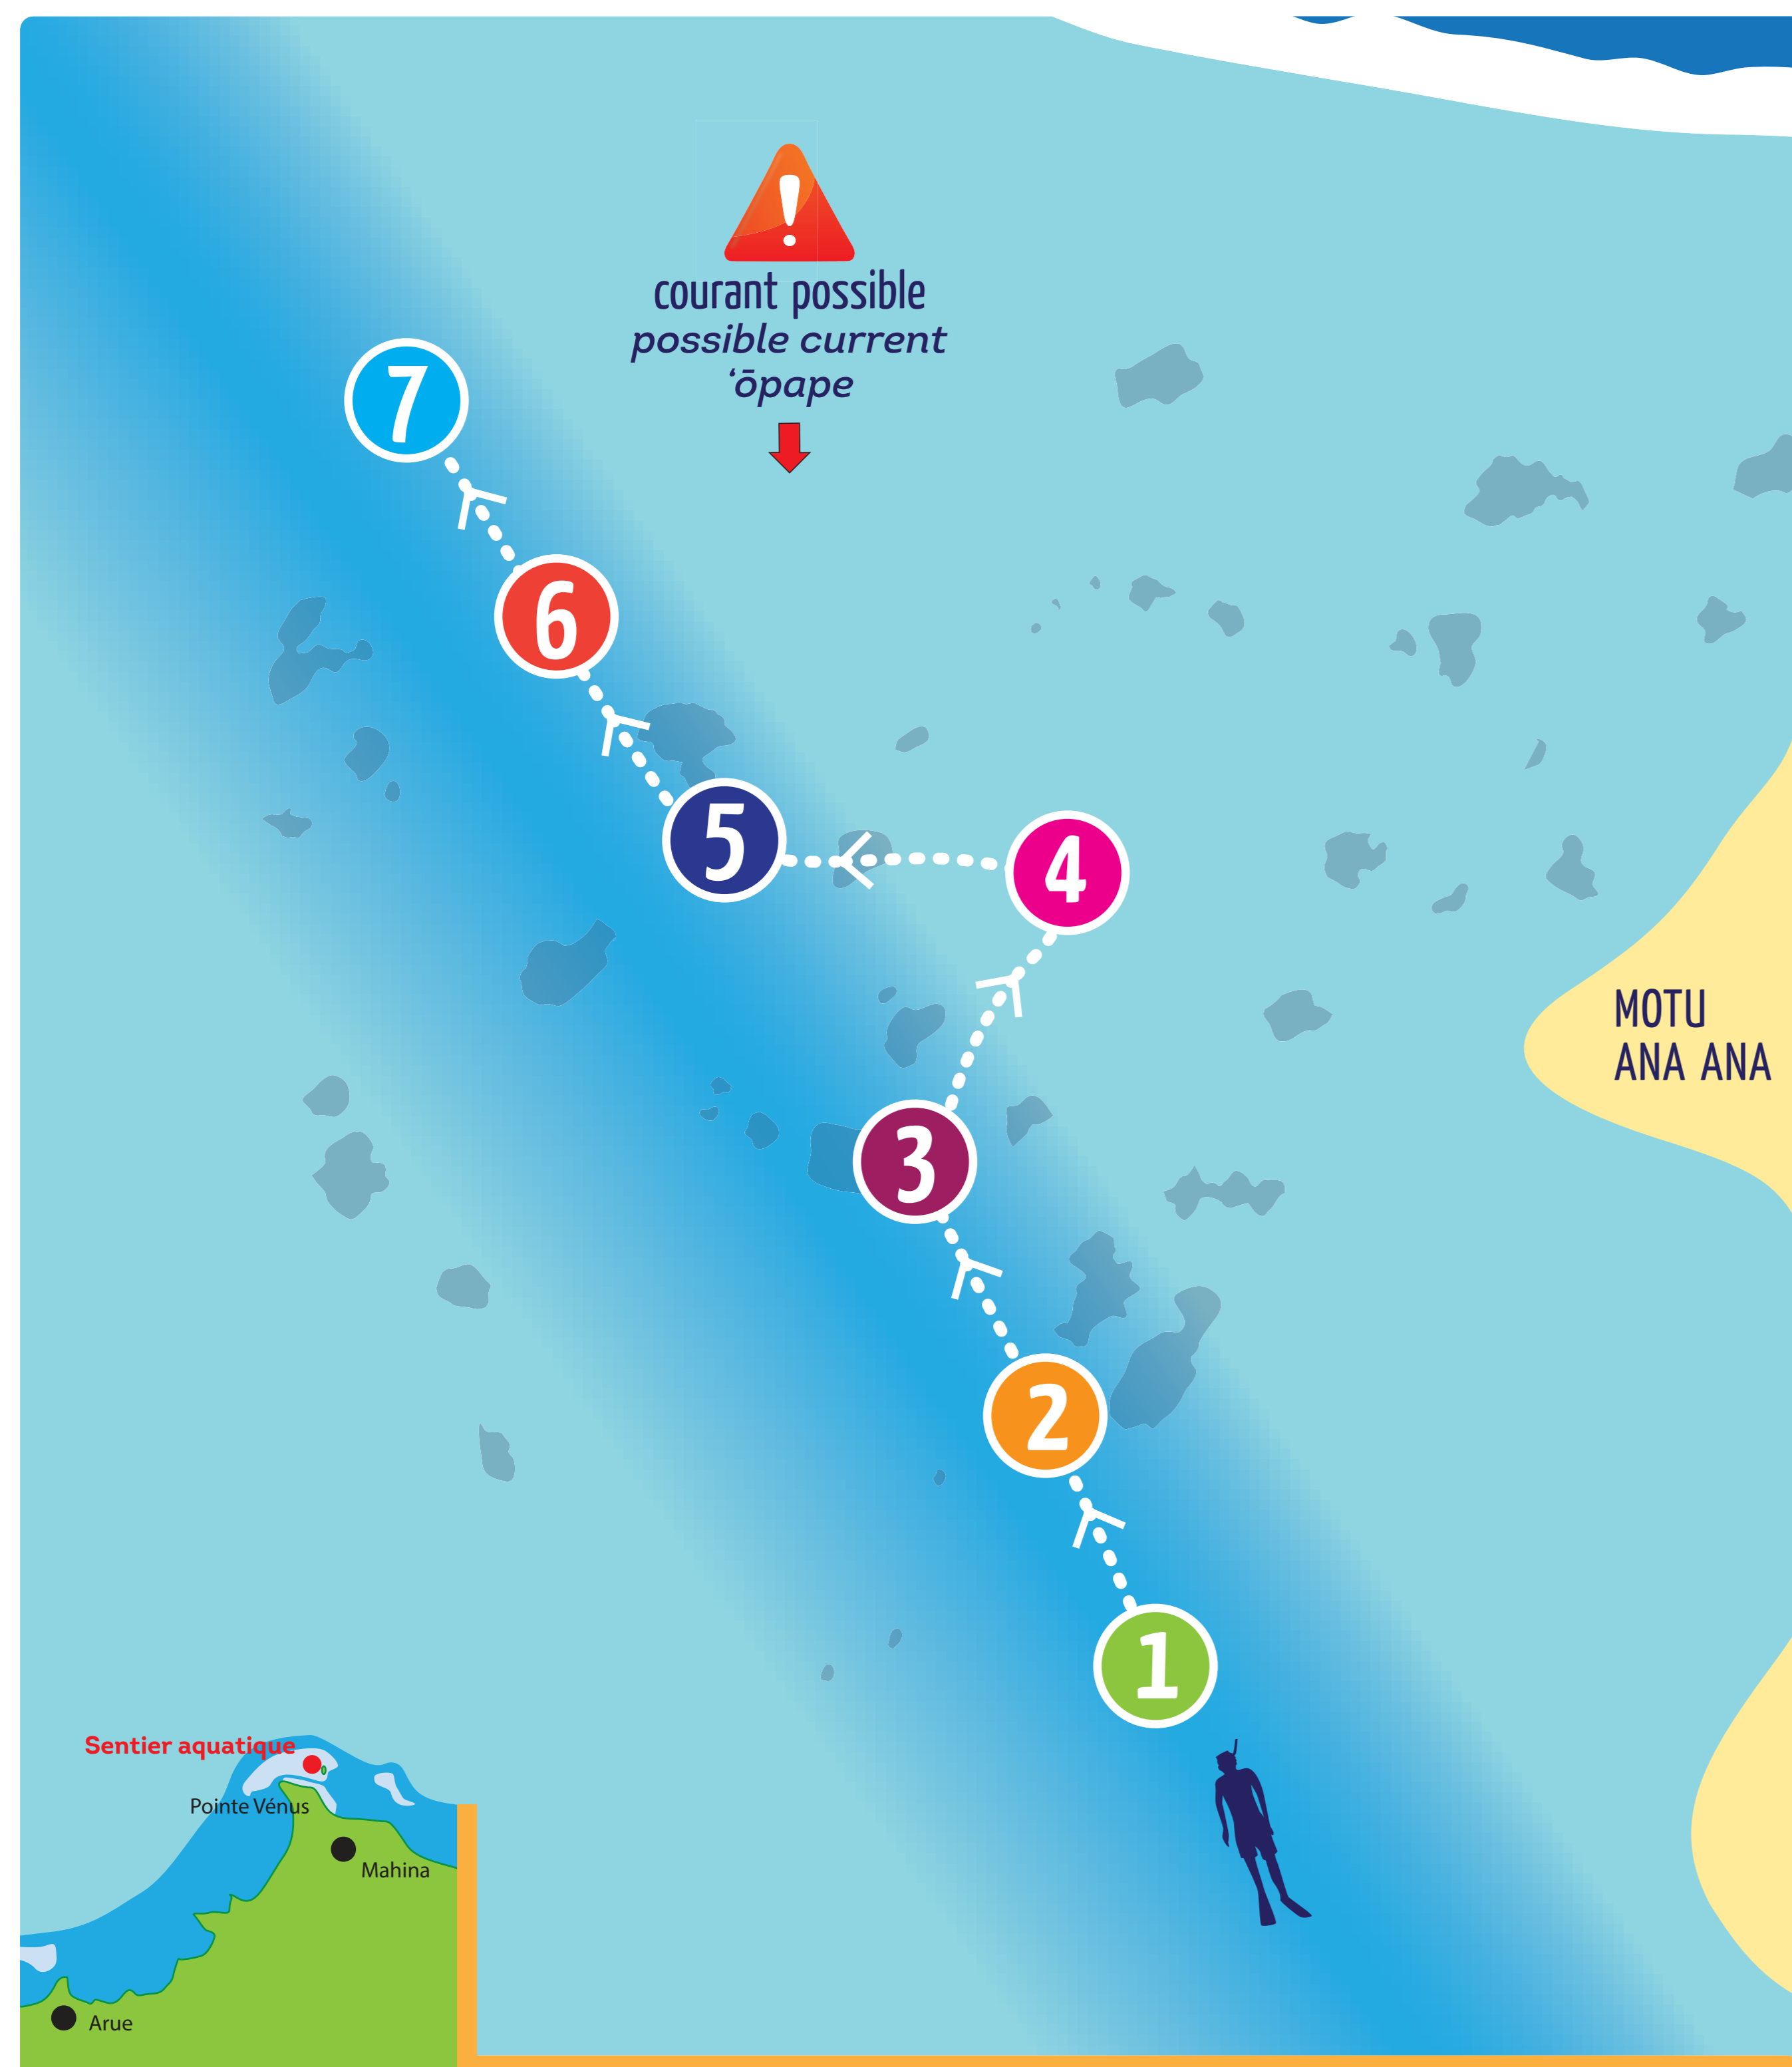 courant possible
possible current
‘ōpape
7
6
5
4
MOTU
ANA ANA
3
2
1
Sentier aquatique
Pointe Vénus
Mahina
Arue